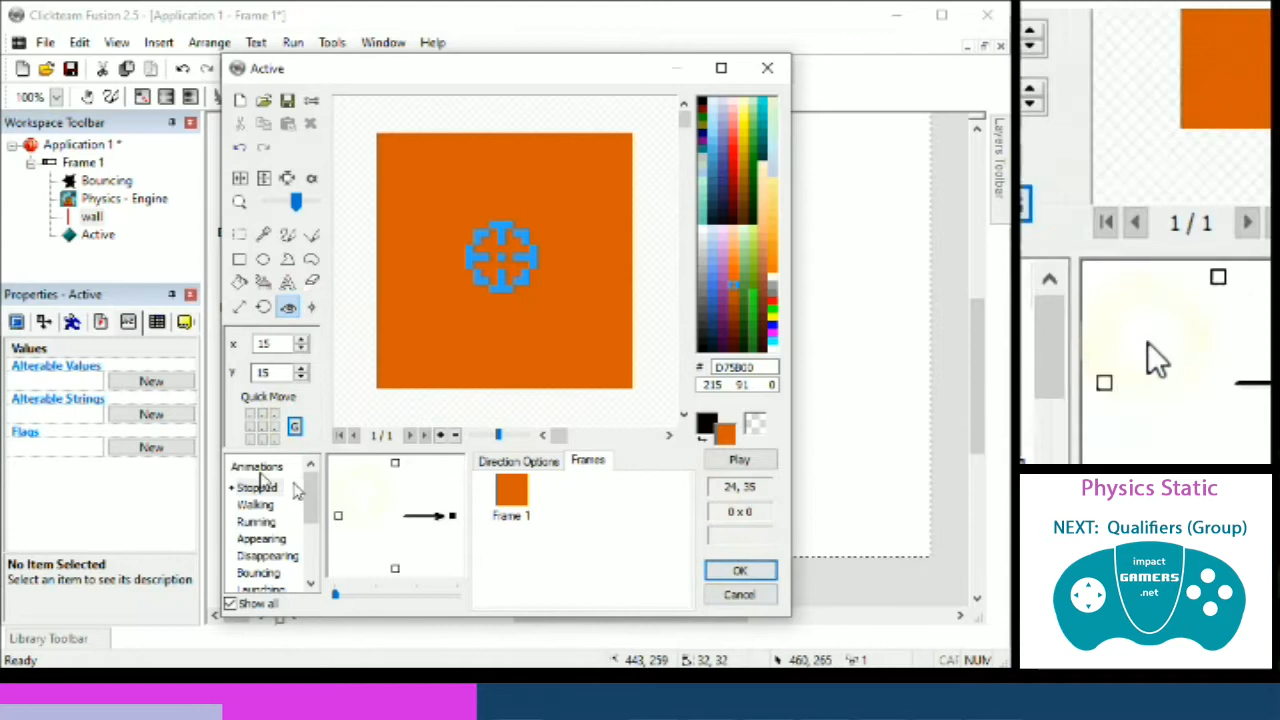 Clickteam Fusion 2.5 - [Application 1 - Frame 1*]
File Edit View Insert Arrange Text Run Tools Window Help
100%
Workspace Toolbar
Application 1 *
Frame 1
Bouncing
Physics - Engine
wall
Active
Properties - Active
Values
Alterable Values
New
Alterable Strings
New
Flags
New
No Item Selected
Select an item to see its description
Library Toolbar
Ready
443, 259
32, 32
460, 265
1
NUM
Active
x 15
y 15
Quick Move
G
1 / 1
Animations
Stopped
Walking
Running
Appearing
Disappearing
Bouncing
Launching
Show all
Direction Options Frames
Frame 1
# D75B00
215 91 0
Play
24, 35
0 x 0
OK
Cancel
Layers Toolbar
1 / 1
Physics Static
NEXT: Qualifiers (Group)
impact
GAMERS
.net